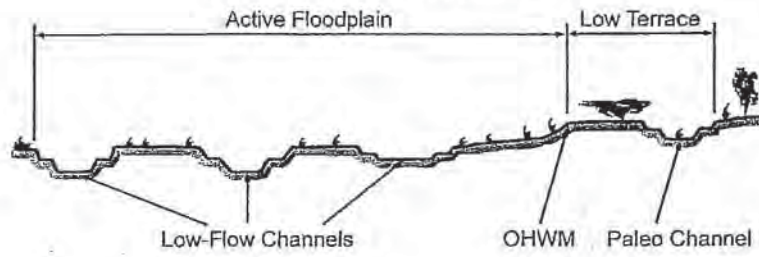 Active Floodplain
Low Terrace
Low-Flow Channels
OHWM
Paleo Channel